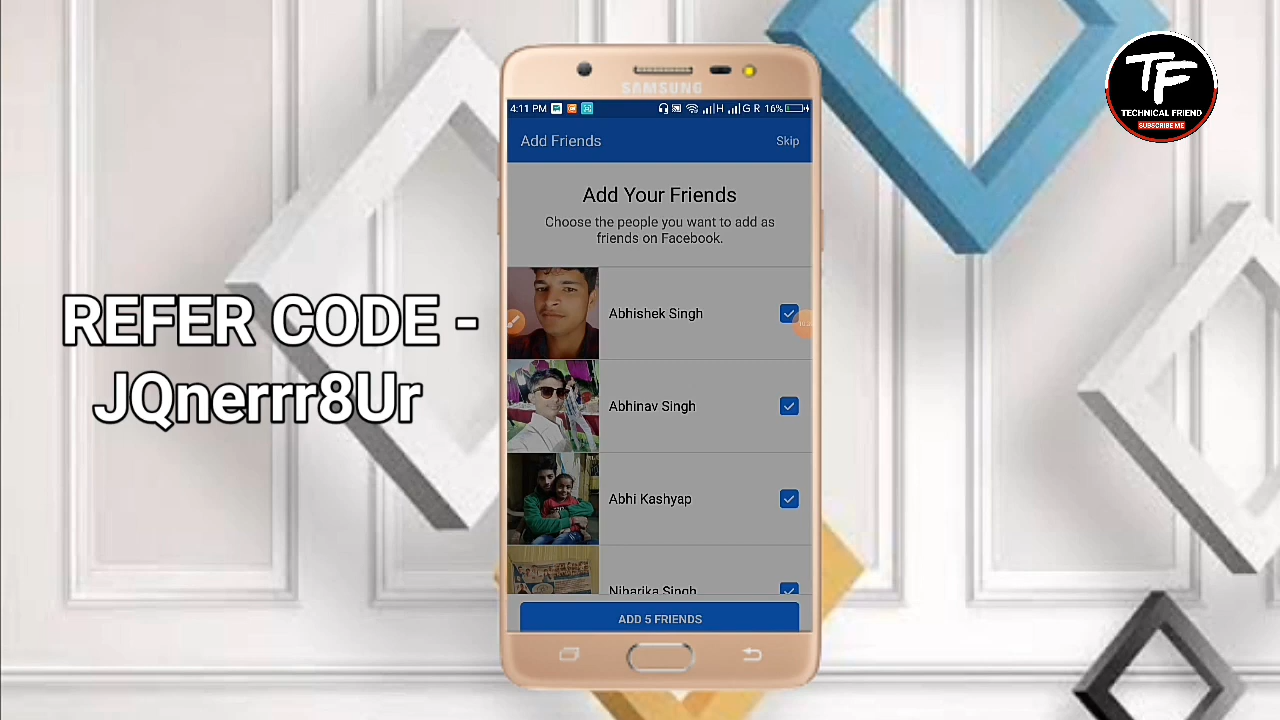 SAMSUNG
4:11 PM
H
G R 16%
Add Friends
Skip
Add Your Friends
Choose the people you want to add as
friends on Facebook.
Abhishek Singh
Abhinav Singh
Abhi Kashyap
Niharika Singh
ADD 5 FRIENDS
REFER CODE -
JQnerrr8Ur
TF
TECHNICAL FRIEND
SUBSCRIBE ME